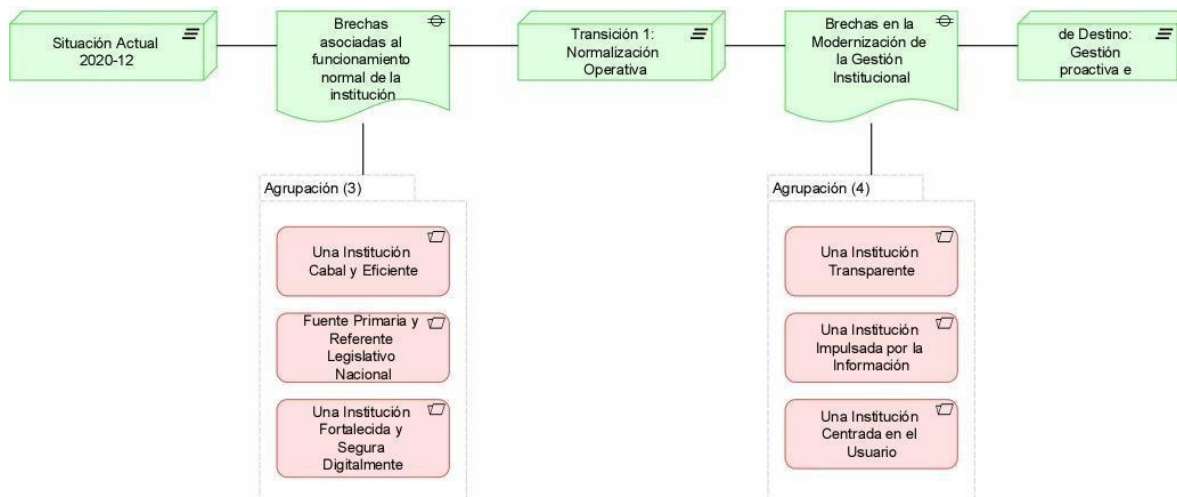 Situación Actual
2020-12
Brechas
asociadas al
funcionamiento
normal de la
institución
Transición 1:
Normalización
Operativa
Brechas en la
Modernización de
la Gestión
Institucional
de Destino:
Gestión
proactiva e
Agrupación (3)
Una Institución
Cabal y Eficiente
Fuente Primaria y
Referente
Legislativo
Nacional
Una Institución
Fortalecida y
Segura
Digitalmente
Agrupación (4)
Una Institución
Transparente
Una Institución
Impulsada por la
Información
Una Institución
Centrada en el
Usuario